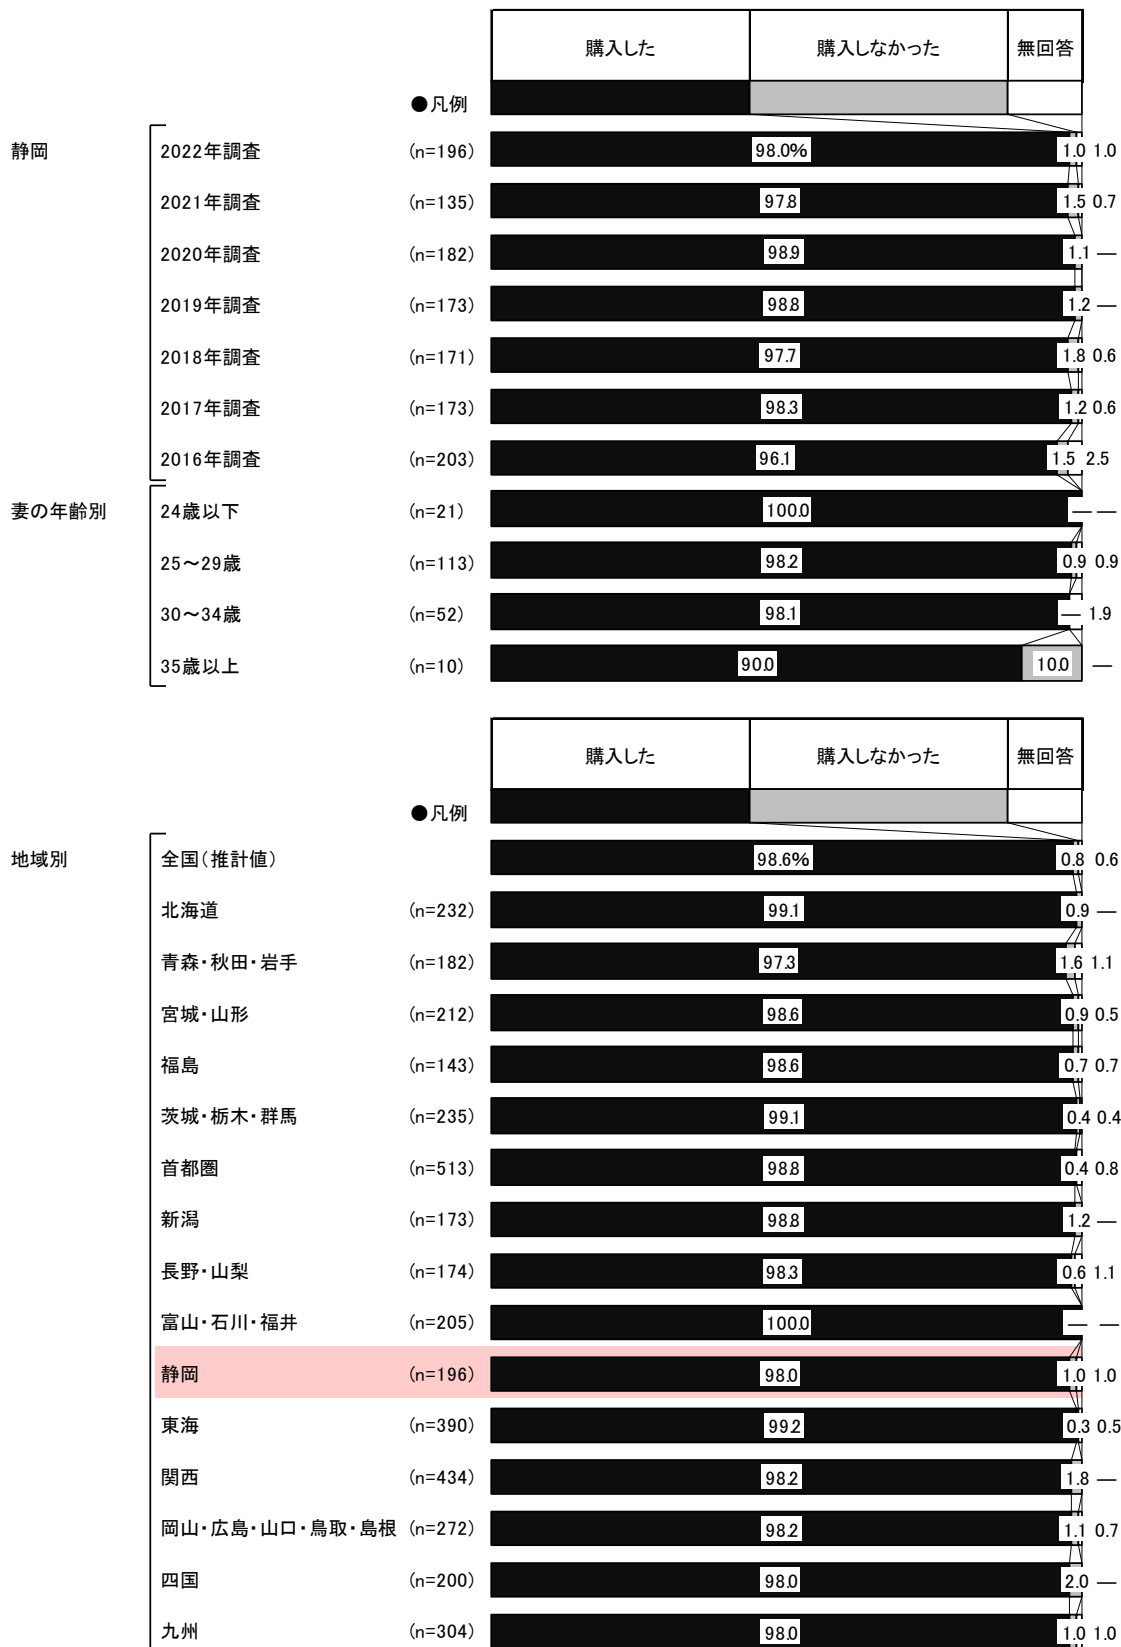 購入した 購入しなかった 無回答
●凡例
静岡 2022年調査 (n=196) 98.0% 1.0 1.0
2021年調査 (n=135) 97.8 1.5 0.7
2020年調査 (n=182) 98.9 1.1 —
2019年調査 (n=173) 98.8 1.2 —
2018年調査 (n=171) 97.7 1.8 0.6
2017年調査 (n=173) 98.3 1.2 0.6
2016年調査 (n=203) 96.1 1.5 2.5
妻の年齢別 24歳以下 (n=21) 100.0 — —
25～29歳 (n=113) 98.2 0.9 0.9
30～34歳 (n=52) 98.1 — 1.9
35歳以上 (n=10) 90.0 10.0 —
購入した 購入しなかった 無回答
●凡例
地域別 全国(推計値) 98.6% 0.8 0.6
北海道 (n=232) 99.1 0.9 —
青森・秋田・岩手 (n=182) 97.3 1.6 1.1
宮城・山形 (n=212) 98.6 0.9 0.5
福島 (n=143) 98.6 0.7 0.7
茨城・栃木・群馬 (n=235) 99.1 0.4 0.4
首都圏 (n=513) 98.8 0.4 0.8
新潟 (n=173) 98.8 1.2 —
長野・山梨 (n=174) 98.3 0.6 1.1
富山・石川・福井 (n=205) 100.0 — —
静岡 (n=196) 98.0 1.0 1.0
東海 (n=390) 99.2 0.3 0.5
関西 (n=434) 98.2 1.8 —
岡山・広島・山口・鳥取・島根 (n=272) 98.2 1.1 0.7
四国 (n=200) 98.0 2.0 —
九州 (n=304) 98.0 1.0 1.0